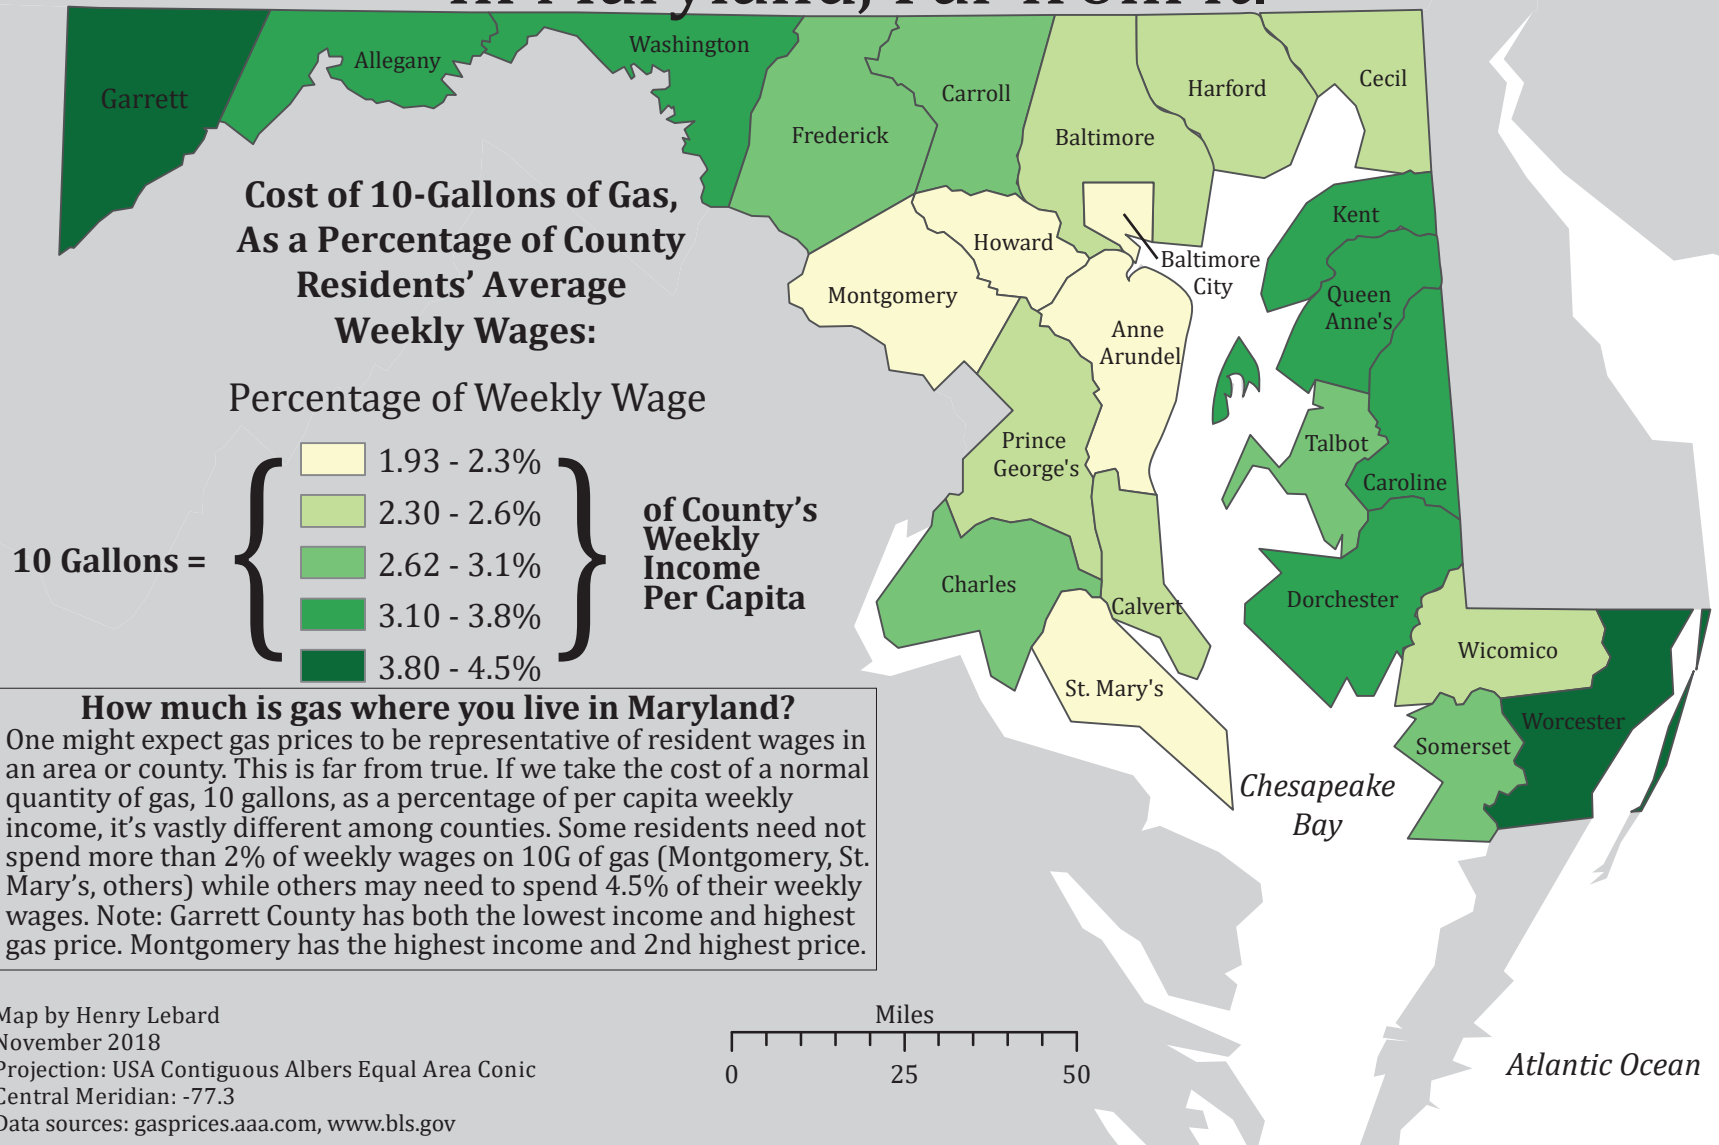 In Maryland, Far from it!
Garrett
Allegany
Washington
Frederick
Carroll
Baltimore
Harford
Cecil
Howard
Montgomery
Baltimore
City
Anne
Arundel
Kent
Queen
Anne's
Prince
George's
Talbot
Caroline
Charles
Calvert
Dorchester
St. Mary's
Wicomico
Worcester
Somerset
Chesapeake
Bay
Atlantic Ocean
Cost of 10-Gallons of Gas,
As a Percentage of County
Residents’ Average
Weekly Wages:
Percentage of Weekly Wage
10 Gallons =
1.93 - 2.3%
2.30 - 2.6%
2.62 - 3.1%
3.10 - 3.8%
3.80 - 4.5%
of County’s
Weekly
Income
Per Capita
How much is gas where you live in Maryland?
One might expect gas prices to be representative of resident wages in
an area or county. This is far from true. If we take the cost of a normal
quantity of gas, 10 gallons, as a percentage of per capita weekly
income, it’s vastly different among counties. Some residents need not
spend more than 2% of weekly wages on 10G of gas (Montgomery, St.
Mary’s, others) while others may need to spend 4.5% of their weekly
wages. Note: Garrett County has both the lowest income and highest
gas price. Montgomery has the highest income and 2nd highest price.
Map by Henry Lebard
November 2018
Projection: USA Contiguous Albers Equal Area Conic
Central Meridian: -77.3
Data sources: gasprices.aaa.com, www.bls.gov
Miles
0 25 50